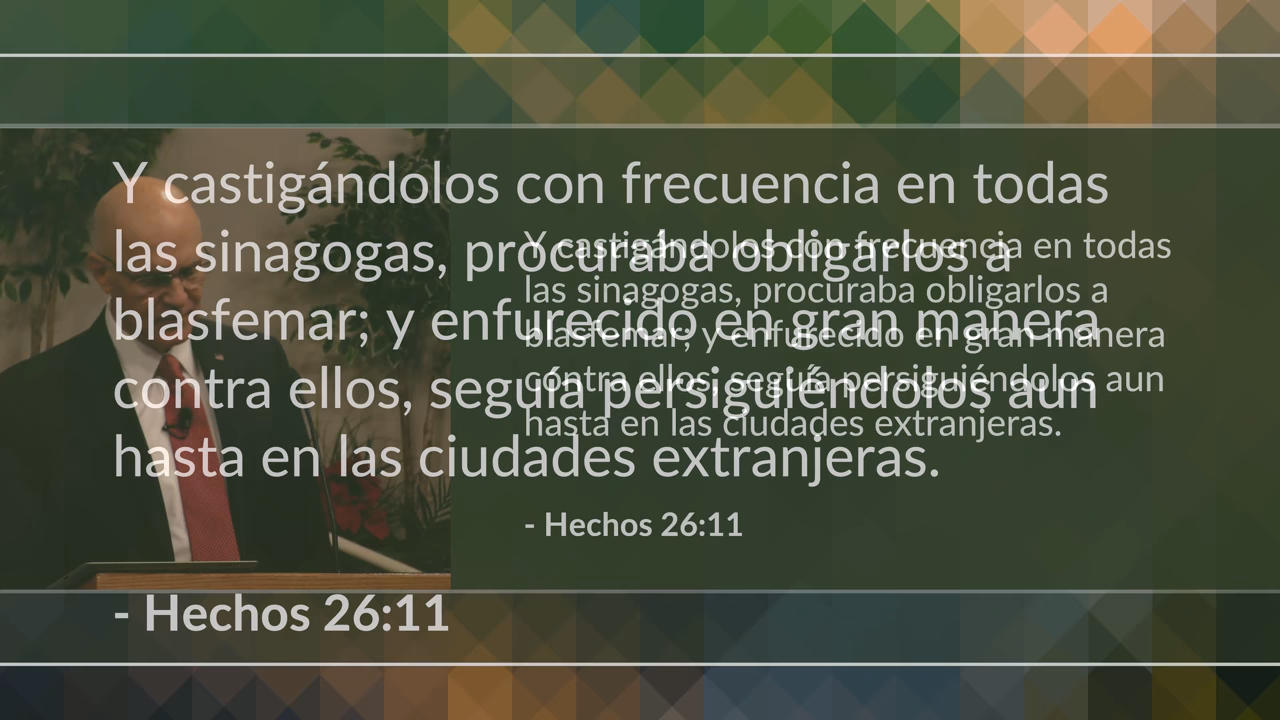 Y castigándolos con frecuencia en todas
las sinagogas, procuraba obligarlos a
blasfemar; y enfurecido en gran manera
contra ellos, seguía persiguiéndolos aun
hasta en las ciudades extranjeras.
- Hechos 26:11
Y castigándolos con frecuencia en todas
las sinagogas, procuraba obligarlos a
blasfemar; y enfurecido en gran manera
contra ellos, seguía persiguiéndolos aun
hasta en las ciudades extranjeras.
- Hechos 26:11